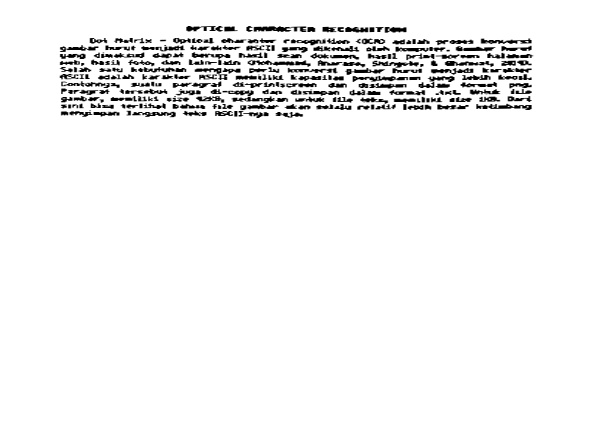 OPTICAL CHARACTER RECOGNITION
Dot Matrix - Optical character recognition (OCR) adalah proses konversi
gambar huruf menjadi karakter ASCII yang dikenali oleh komputer. Gambar huruf
yang dimaksud dapat berupa hasil scan dokumen, hasil print-screen halaman
web, hasil foto, dan lain-lain (Mohammad, Anarase, Shingote, & Ghanwat, 2014).
Salah satu kebutuhan mengapa perlu konversi gambar huruf menjadi karakter
ASCII adalah karakter ASCII memiliki kapasitas penyimpanan yang lebih kecil.
Contohnya, suatu paragraf di-printscreen dan disimpan dalam format png.
Paragraf tersebut juga di-copy dan disimpan dalam format .txt. Untuk file
gambar, memiliki size 42KB, sedangkan untuk file teks, memiliki size 1KB. Dari
sini bisa terlihat bahwa file gambar akan selalu relatif lebih besar ketimbang
menyimpan langsung teks ASCII-nya saja.